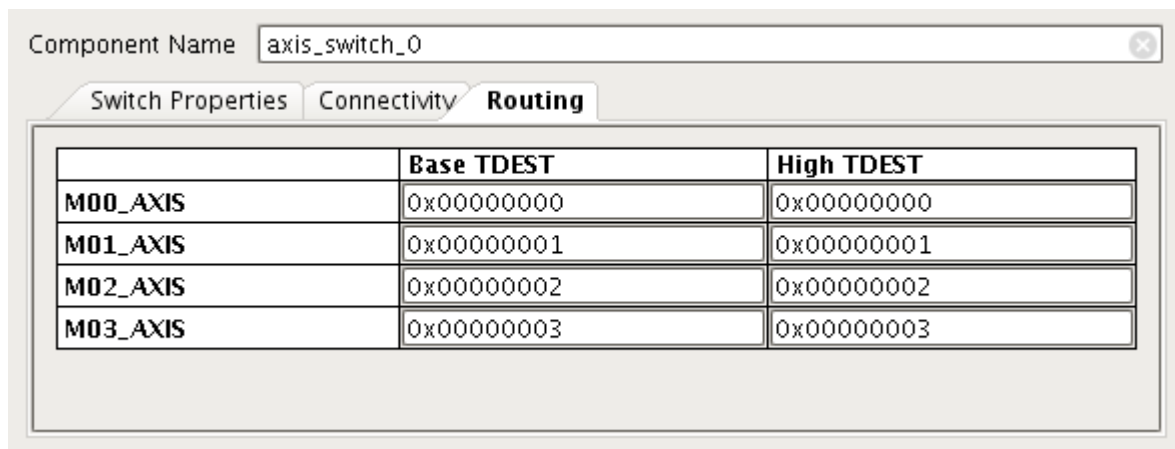 Component Name axis_switch_0
Switch Properties Connectivity Routing
Base TDEST High TDEST
M00_AXIS 0x00000000 0x00000000
M01_AXIS 0x00000001 0x00000001
M02_AXIS 0x00000002 0x00000002
M03_AXIS 0x00000003 0x00000003